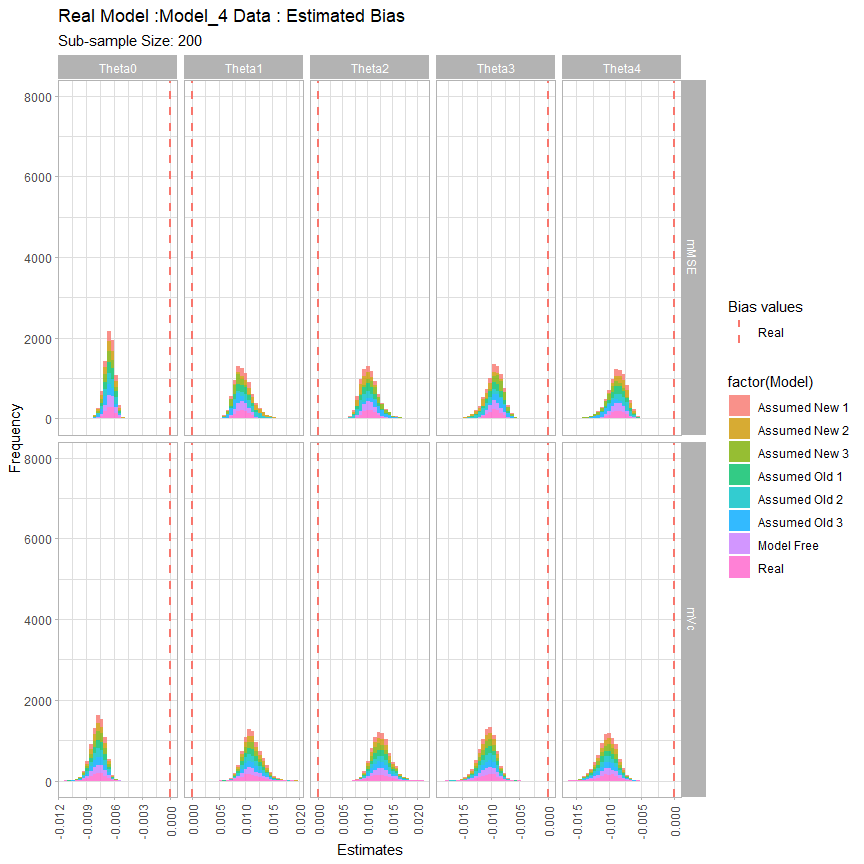 Real Model :Model_4 Data : Estimated Bias
Sub-sample Size: 200
Theta0 Theta1 Theta2 Theta3 Theta4
8000
6000
4000
2000
0
mMSE
8000
6000
4000
2000
0
mVc
Frequency
-0.012 -0.009 -0.006 -0.003 0.000 0.000 0.005 0.010 0.015 0.020 0.000 0.005 0.010 0.015 0.020 -0.015 -0.010 -0.005 0.000 -0.015 -0.010 -0.005 0.000
Estimates
Bias values
Real
factor(Model)
Assumed New 1
Assumed New 2
Assumed New 3
Assumed Old 1
Assumed Old 2
Assumed Old 3
Model Free
Real